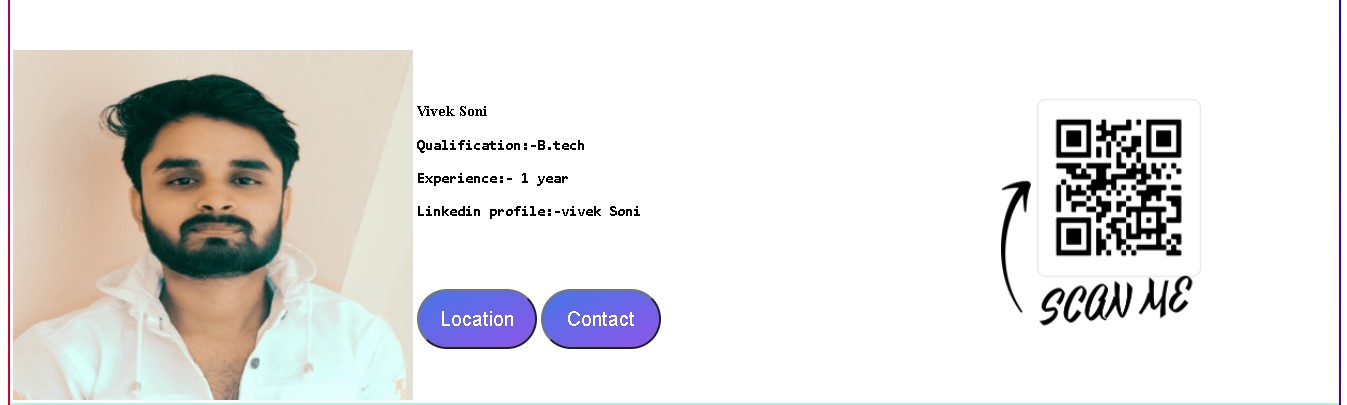 Vivek Soni
Qualification:-B.tech
Experience:- 1 year
Linkedin profile:-vivek Soni
Location
Contact
SCAN ME